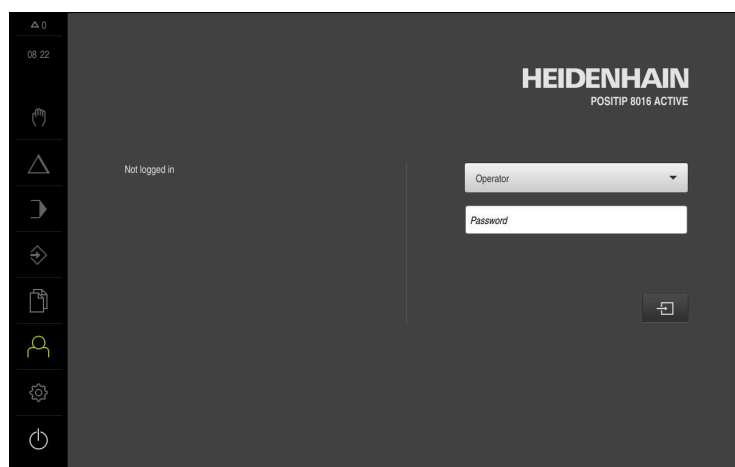 0
08 22
HEIDENHAIN
POSITIP 8016 ACTIVE
Not logged in
Operator
Password